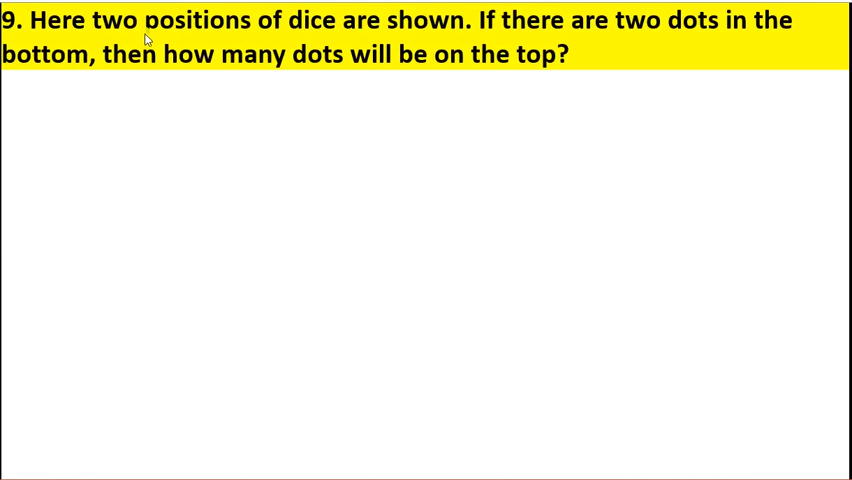 9. Here two positions of dice are shown. If there are two dots in the
bottom, then how many dots will be on the top?